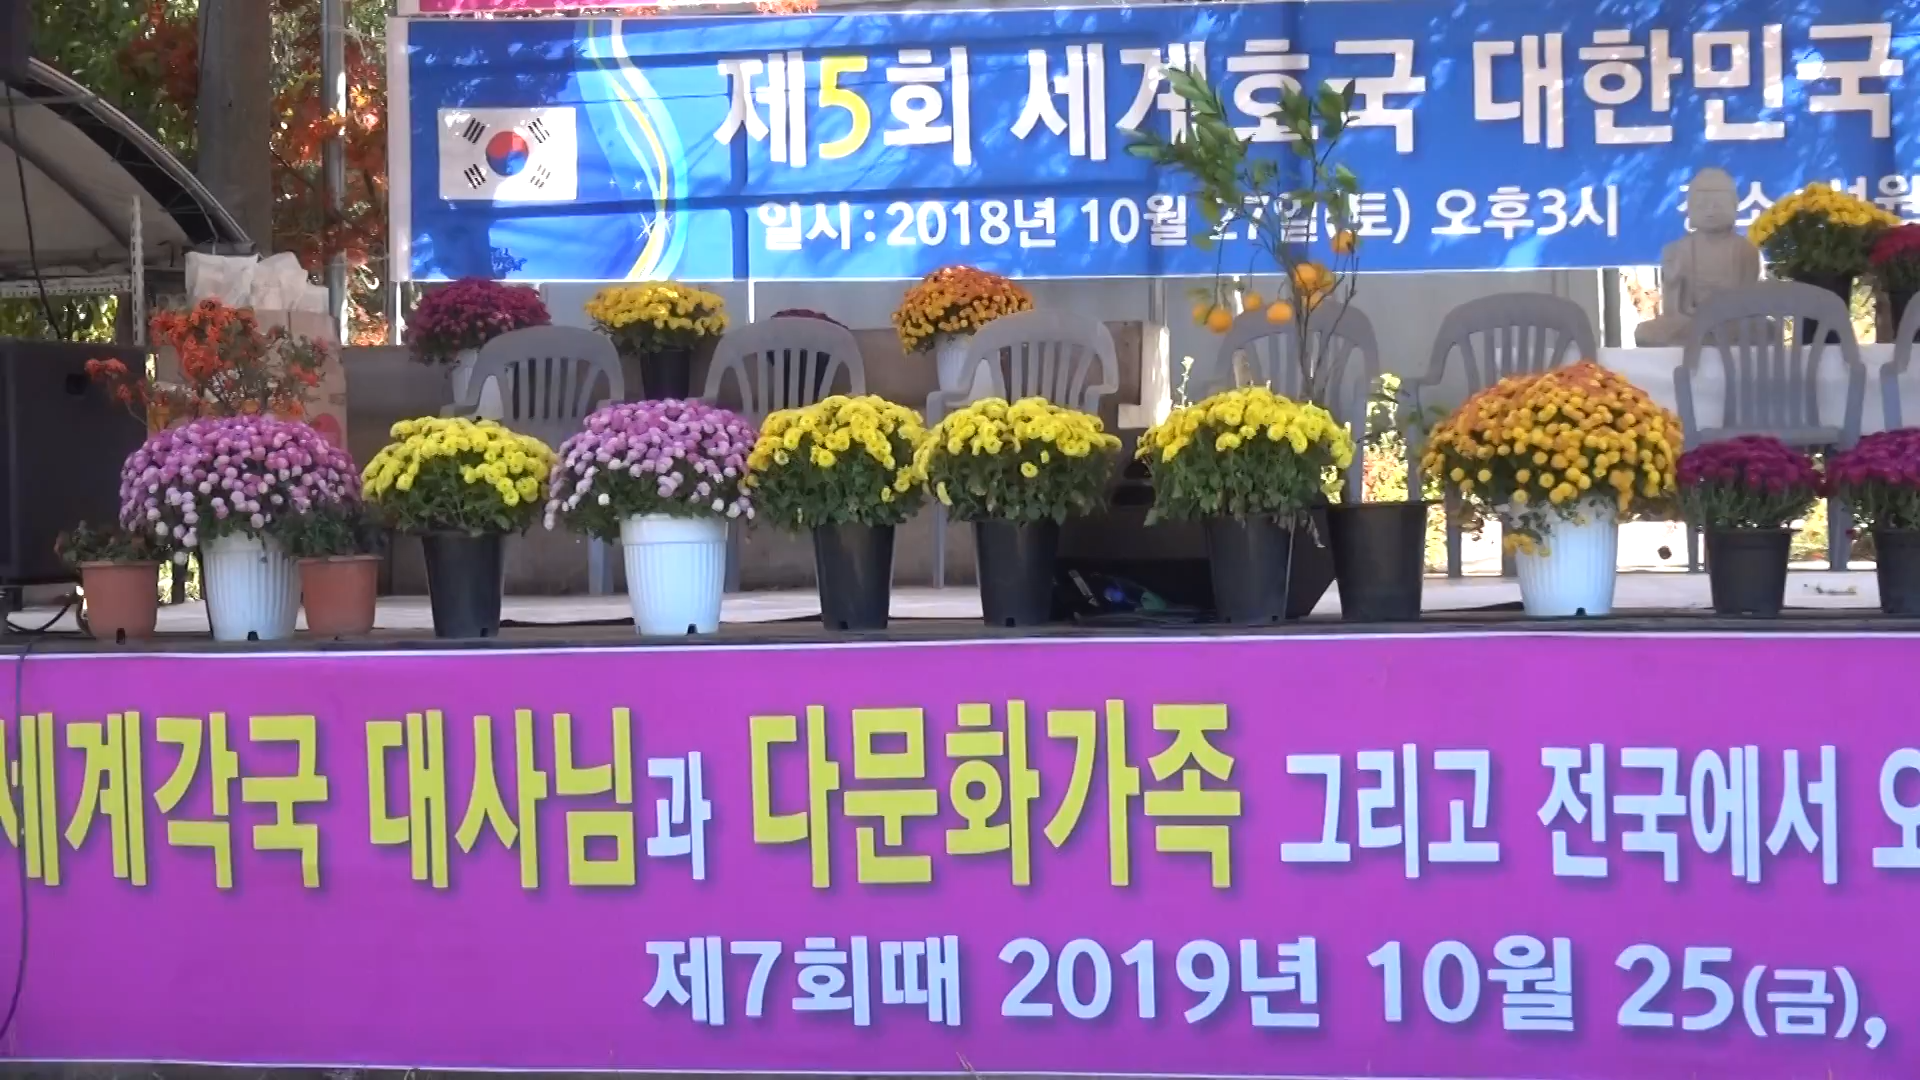 제5회 세계호국 대한민국
일시 : 2018년 10월 27일(토) 오후3시
세계각국 대사님과 다문화가족 그리고 전국에서
제7회때 2019년 10월 25(금),